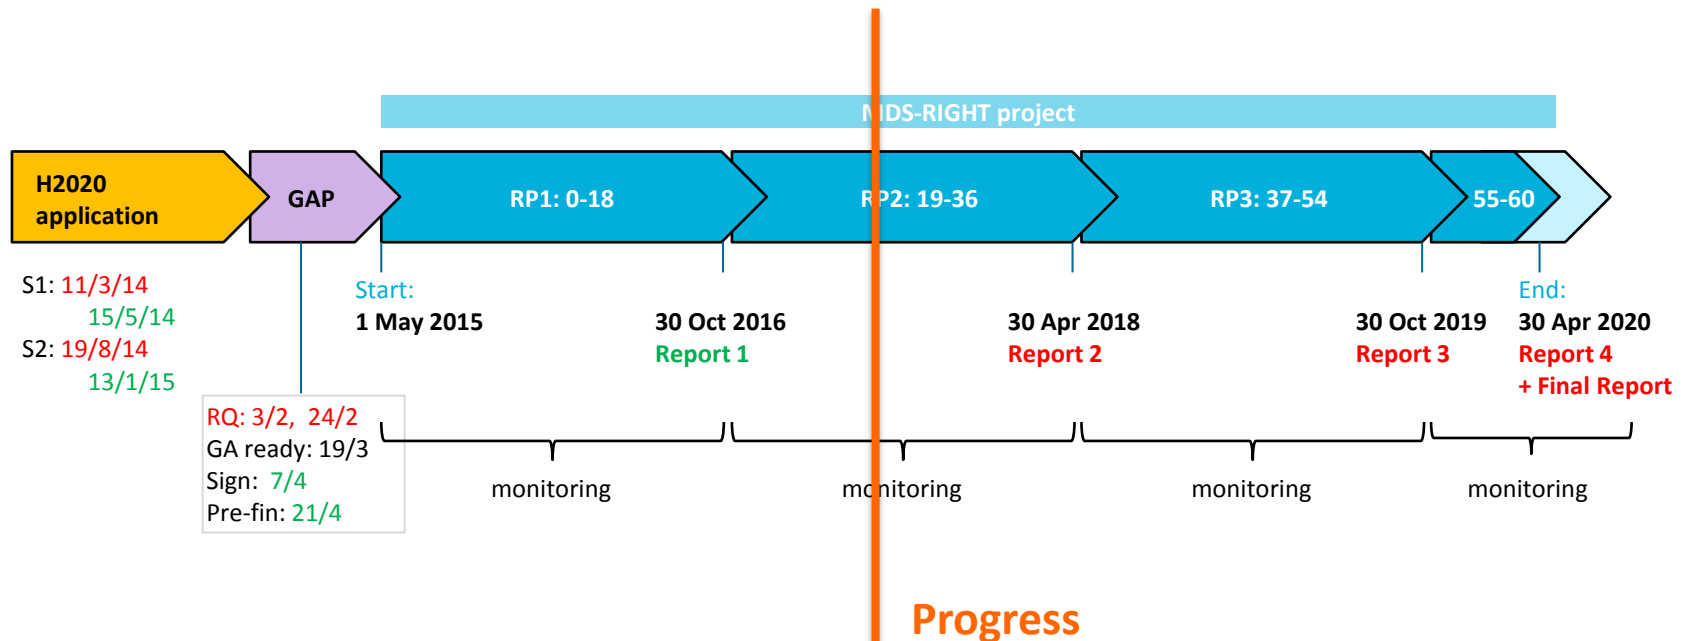 MDS-RIGHT project
H2020
application
GAP
RP1: 0-18
RP2: 19-36
RP3: 37-54
55-60
S1: 11/3/14
15/5/14
S2: 19/8/14
13/1/15
Start:
1 May 2015
30 Oct 2016
Report 1
30 Apr 2018
Report 2
30 Oct 2019
Report 3
End:
30 Apr 2020
Report 4
+ Final Report
RQ: 3/2, 24/2
GA ready: 19/3
Sign: 7/4
Pre-fin: 21/4
monitoring
monitoring
monitoring
monitoring
Progress